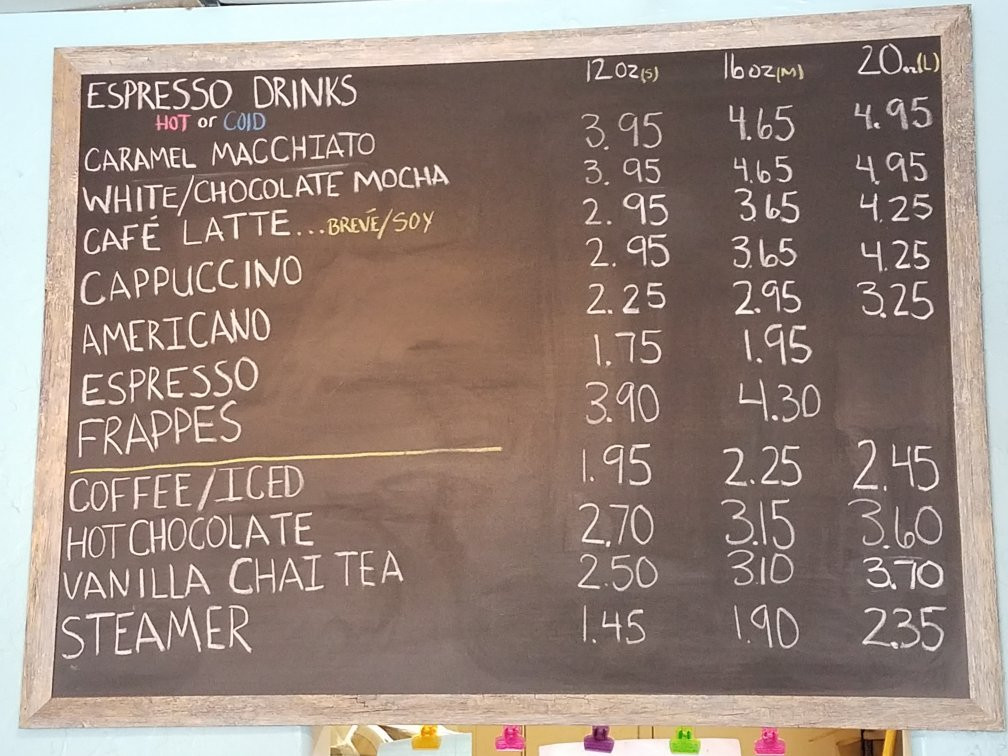 ESPRESSO DRINKS 12oz(S) 16oz(M) 20oz(L)
HOT or COLD
CARAMEL MACCHIATO 3.95 4.65 4.95
WHITE/CHOCOLATE MOCHA 3.95 4.65 4.95
CAFÉ LATTE...BREVÉ/SOY 2.95 3.65 4.25
CAPPUCCINO 2.95 3.65 4.25
AMERICANO 2.25 2.95 3.25
ESPRESSO 1.75 1.95
FRAPPES 3.90 4.30
COFFEE/ICED 1.95 2.25 2.45
HOT CHOCOLATE 2.70 3.15 3.60
VANILLA CHAI TEA 2.50 3.10 3.70
STEAMER 1.45 1.90 2.35